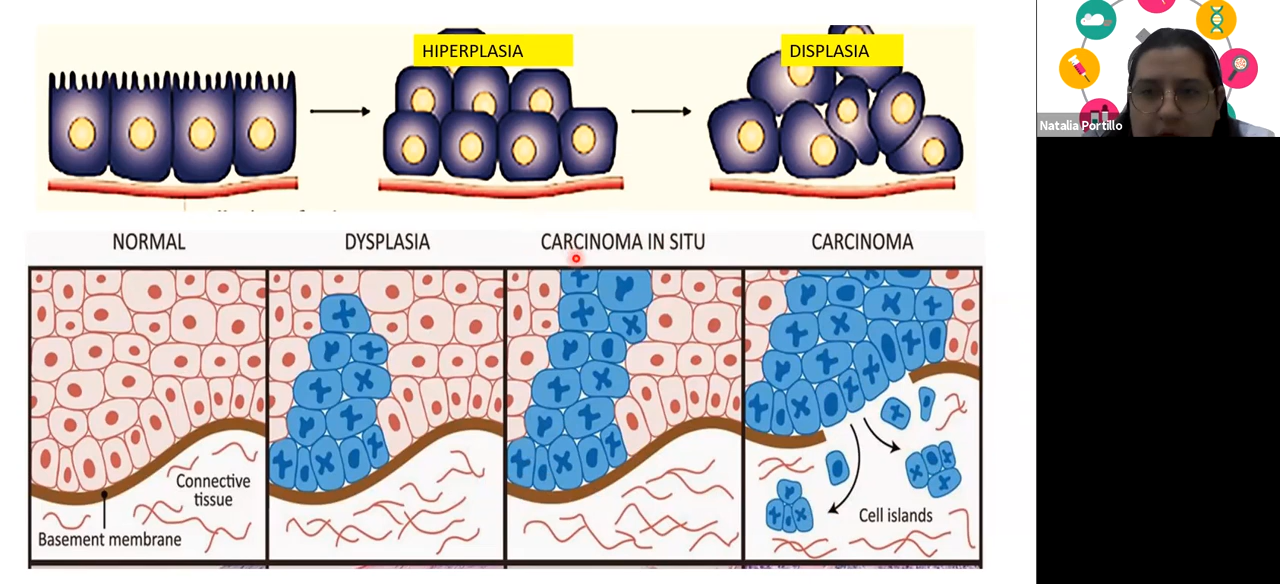 HIPERPLASIA
DISPLASIA
Natalia Portillo
NORMAL
DYSPLASIA
CARCINOMA IN SITU
CARCINOMA
Connective
tissue
Basement membrane
Cell islands